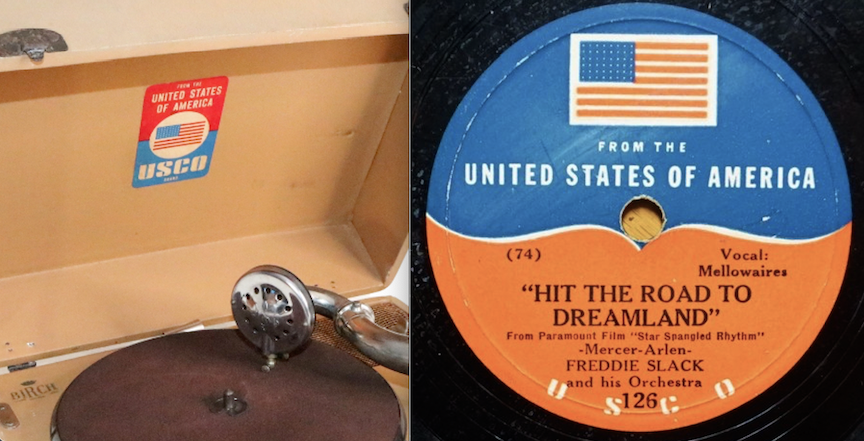 FROM THE
UNITED STATES
OF AMERICA
USCO
BIRCH
FROM THE
UNITED STATES OF AMERICA
(74)
Vocal:
Mellowaires
"HIT THE ROAD TO
DREAMLAND"
From Paramount Film "Star Spangled Rhythm"
-Mercer-Arlen-
FREDDIE SLACK
and his Orchestra
126
USCO